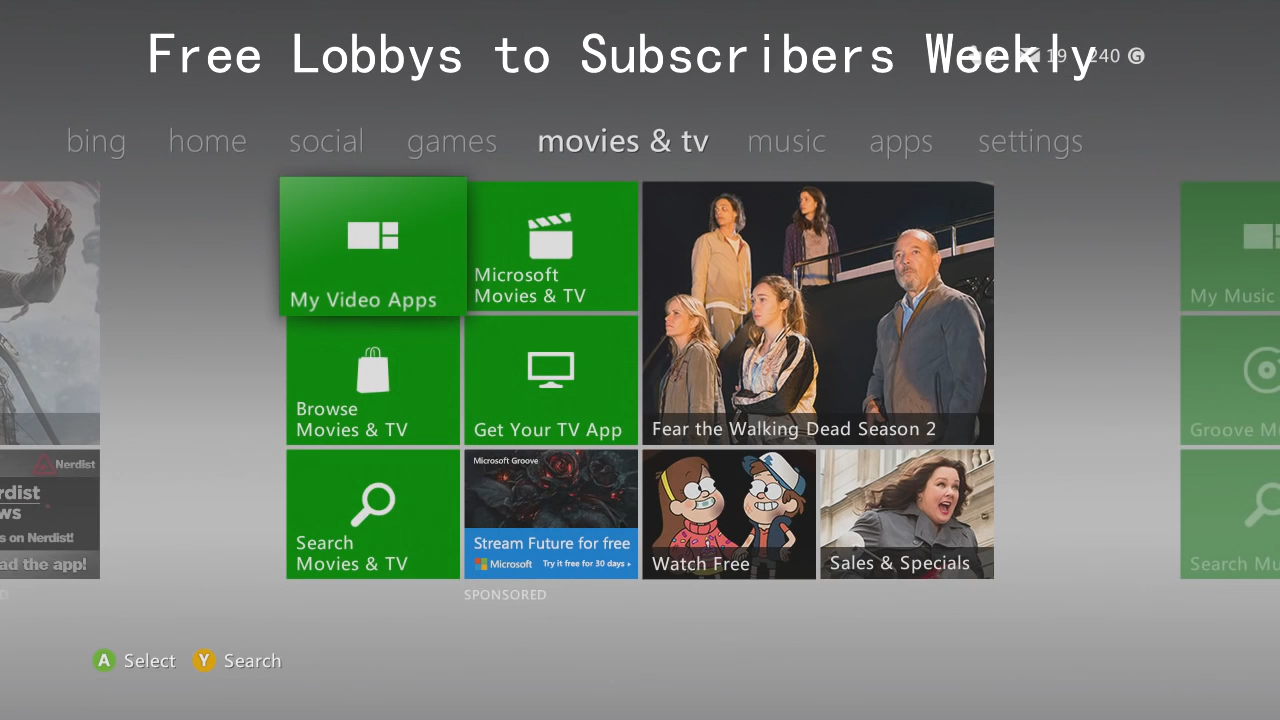 Free Lobbys to Subscribers Weekly
19
240 G
bing home social games movies & tv music apps settings
My Video Apps
Microsoft
Movies & TV
Browse
Movies & TV
Get Your TV App
Search
Movies & TV
Microsoft Groove
Stream Future for free
Microsoft Try it free for 30 days
SPONSORED
Fear the Walking Dead Season 2
Watch Free
Sales & Specials
Nerdist
rdist
ws
s on Nerdist!
ad the app!
D
My Music
Groove Mu
Search Mu
A Select Y Search